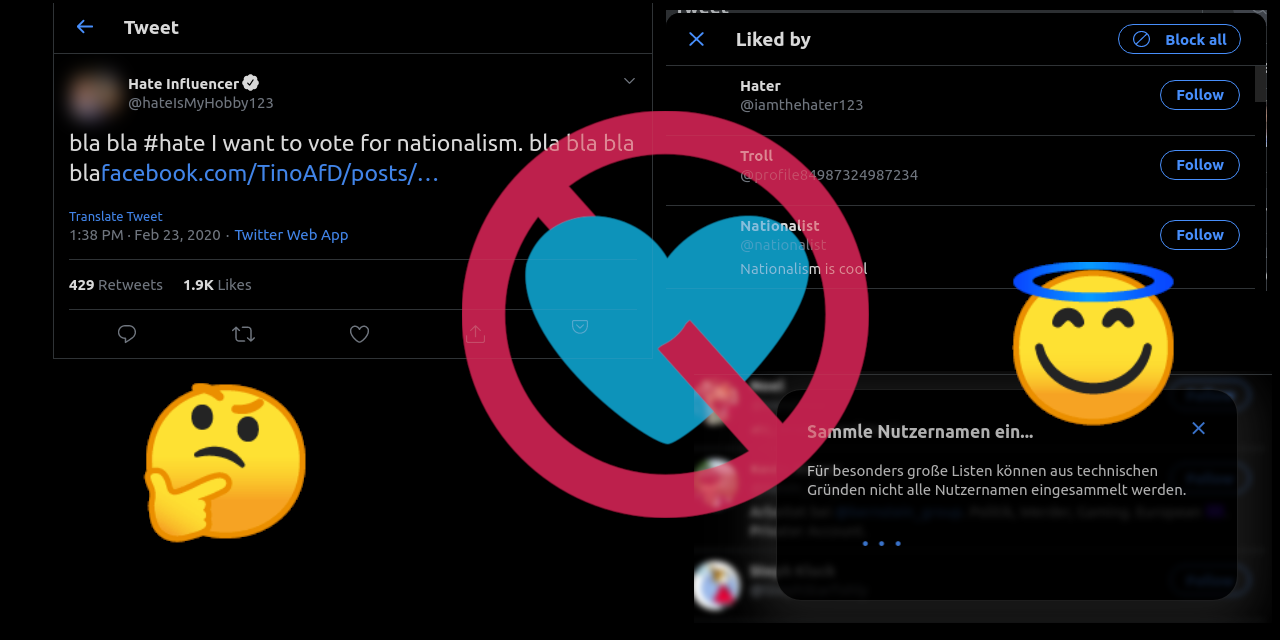 Tweet
Hate Influencer
@hateIsMyHobby123
bla bla #hate I want to vote for nationalism. bla bla bla
blafacebook.com/TinoAfD/posts/…
Translate Tweet
1:38 PM · Feb 23, 2020 · Twitter Web App
429 Retweets 1.9K Likes
Tweet
Liked by
Block all
Hater
@iamthehater123
Follow
Troll
@profile84987324987234
Follow
Nationalist
@nationalist
Nationalism is cool
Follow
Sammle Nutzernamen ein...
Für besonders große Listen können aus technischen
Gründen nicht alle Nutzernamen eingesammelt werden.